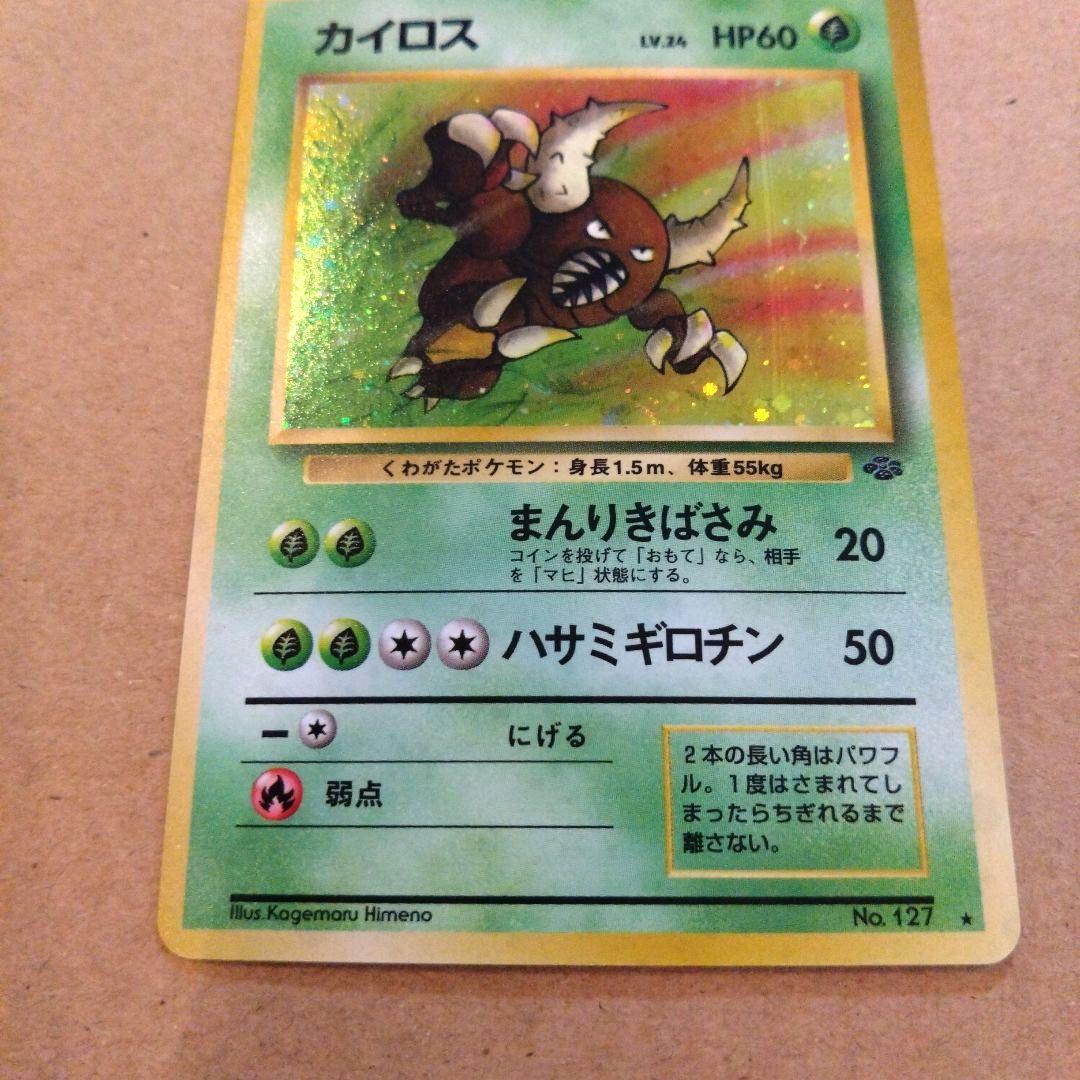 カイロス LV.24 HP60
くわがたポケモン：身長1.5m、体重55kg
まんりきばさみ 20
コインを投げて「おもて」なら、相手
を「マヒ」状態にする。
ハサミギロチン 50
にげる
弱点
2本の長い角はパワフ
ル。1度はさまれてし
まったらちぎれるまで
離さない。
Illus.Kagemaru Himeno
No. 127 ★